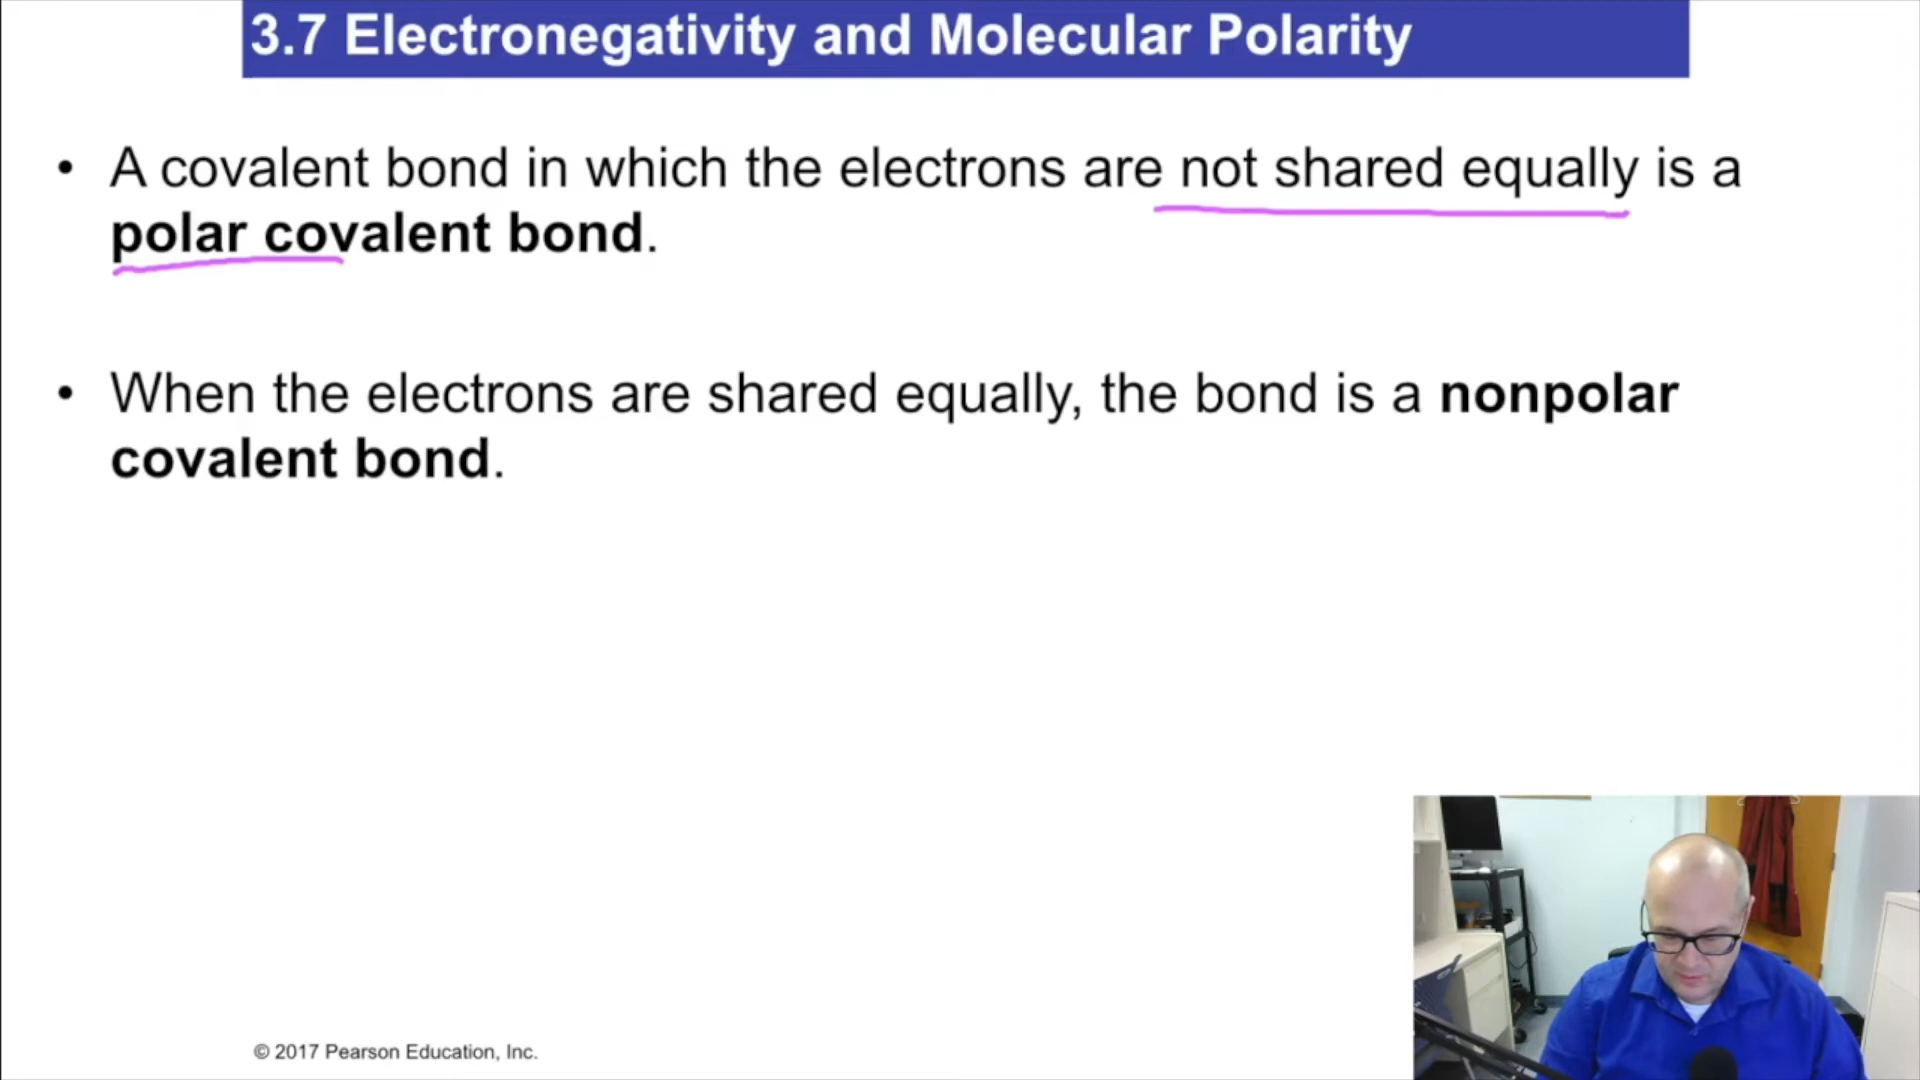 3.7 Electronegativity and Molecular Polarity
• A covalent bond in which the electrons are not shared equally is a
polar covalent bond.
• When the electrons are shared equally, the bond is a nonpolar
covalent bond.
© 2017 Pearson Education, Inc.